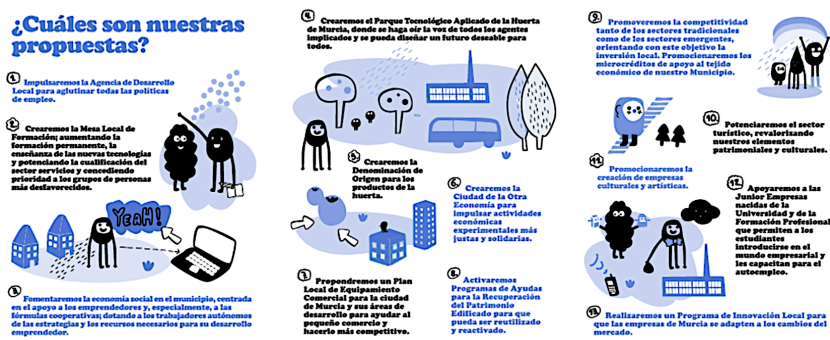 ¿Cuáles son nuestras
propuestas?
1. Impulsaremos la Agencia de Desarrollo
Local para aglutinar todas las políticas
de empleo.
2. Crearemos la Mesa Local de
Formación; aumentando la
formación permanente, la
enseñanza de las nuevas tecnologías
y potenciando la cualificación del
sector servicios y concediendo
prioridad a los grupos de personas
más desfavorecidos.
YEAH!
3. Fomentaremos la economía social en el municipio, centrada
en el apoyo a los emprendedores y, especialmente, a las
fórmulas cooperativas; dotando a los trabajadores autónomos
de las estrategias y los recursos necesarios para su desarrollo
emprendedor.
4. Crearemos el Parque Tecnológico Aplicado de la Huerta
de Murcia, donde se haga oír la voz de todos los agentes
implicados y se pueda diseñar un futuro deseable para
todos.
5. Crearemos la
Denominación de
Origen para los
productos de la
huerta.
6. Crearemos la
Ciudad de la Otra
Economía para
impulsar actividades
económicas
experimentales más
justas y solidarias.
7. Propondremos un Plan
Local de Equipamiento
Comercial para la ciudad
de Murcia y sus áreas de
desarrollo para ayudar al
pequeño comercio y
hacerlo más competitivo.
8. Activaremos
Programas de Ayudas
para la Recuperación
del Patrimonio
Edificado para que
pueda ser reutilizado
y reactivado.
9. Promoveremos la competitividad
tanto de los sectores tradicionales
como de los sectores emergentes,
orientando con este objetivo la
inversión local. Promocionaremos los
microcréditos de apoyo al tejido
económico de nuestro Municipio.
10. Potenciaremos el sector
turístico, revalorizando
nuestros elementos
patrimoniales y culturales.
11. Promocionaremos la
creación de empresas
culturales y artísticas.
12. Apoyaremos a las
Junior Empresas
nacidas de la
Universidad y de la
Formación Profesional
que permiten a los
estudiantes
introducirse en el
mundo empresarial y
les capacitan para el
autoempleo.
13. Realizaremos un Programa de Innovación Local para
que las empresas de Murcia se adapten a los cambios del
mercado.